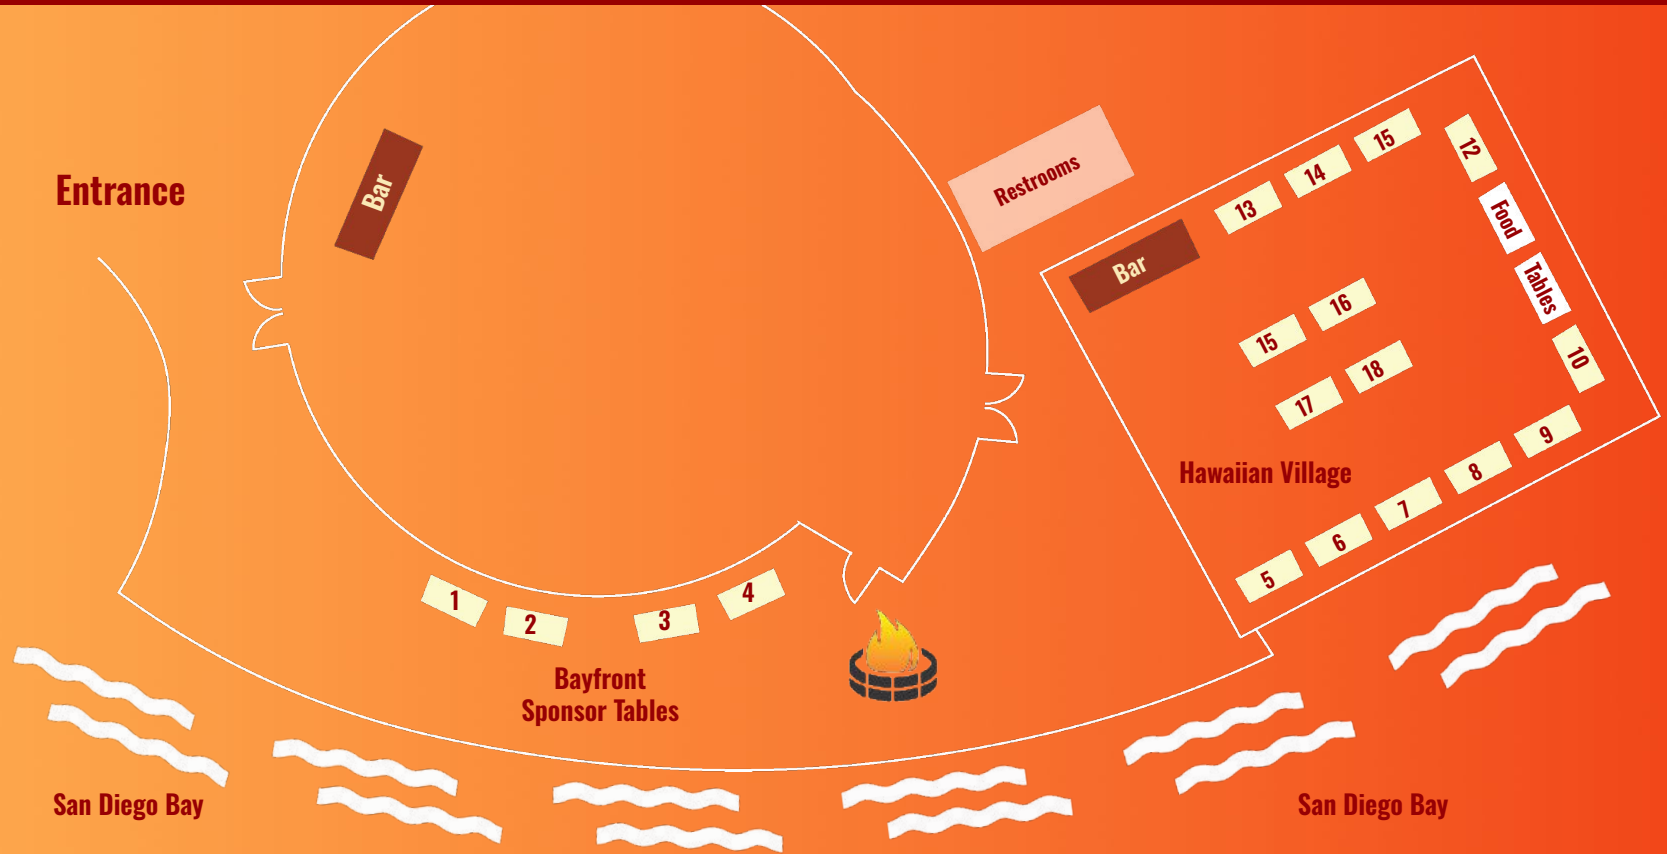 Entrance
Bar
Restrooms
Bar
13
14
15
12
Food
Tables
10
15
16
17
18
Hawaiian Village
9
8
7
6
5
1
2
3
4
Bayfront
Sponsor Tables
San Diego Bay
San Diego Bay